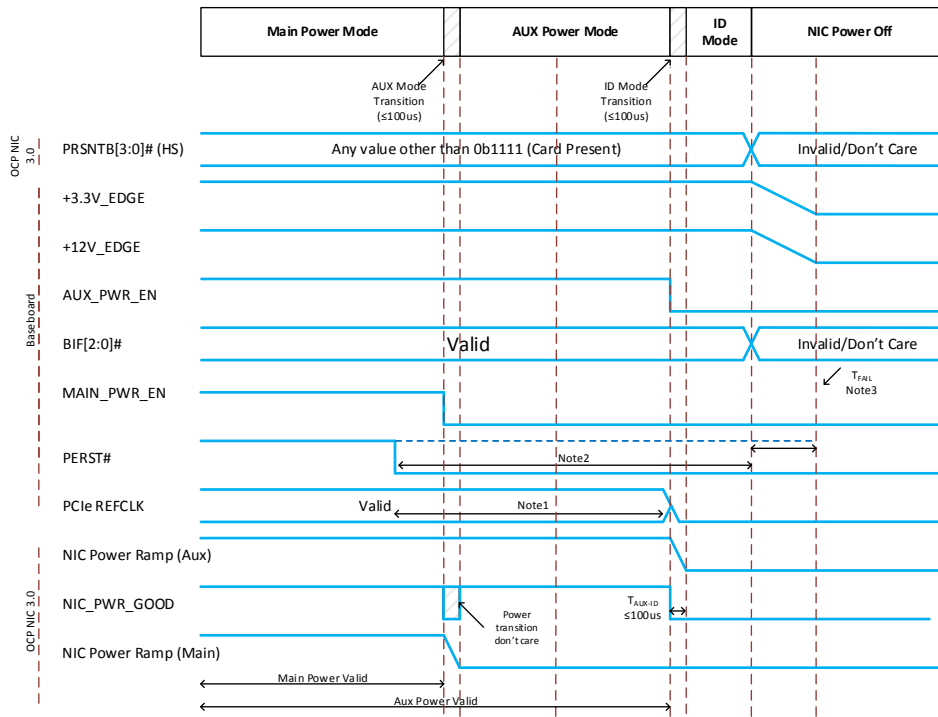 Main Power Mode
AUX Power Mode
ID
Mode
NIC Power Off
AUX Mode
Transition
(≤100us)
ID Mode
Transition
(≤100us)
OCP NIC
3.0
PRSNTB[3:0]# (HS)
Any value other than 0b1111 (Card Present)
Invalid/Don't Care
+3.3V_EDGE
+12V_EDGE
Baseboard
AUX_PWR_EN
BIF[2:0]#
Valid
Invalid/Don't Care
TFAIL
Note3
MAIN_PWR_EN
PERST#
Note2
PCIe REFCLK
Valid
Note1
NIC Power Ramp (Aux)
OCP NIC 3.0
NIC_PWR_GOOD
Power
transition
don't care
TAUX-ID
≤100us
NIC Power Ramp (Main)
Main Power Valid
Aux Power Valid